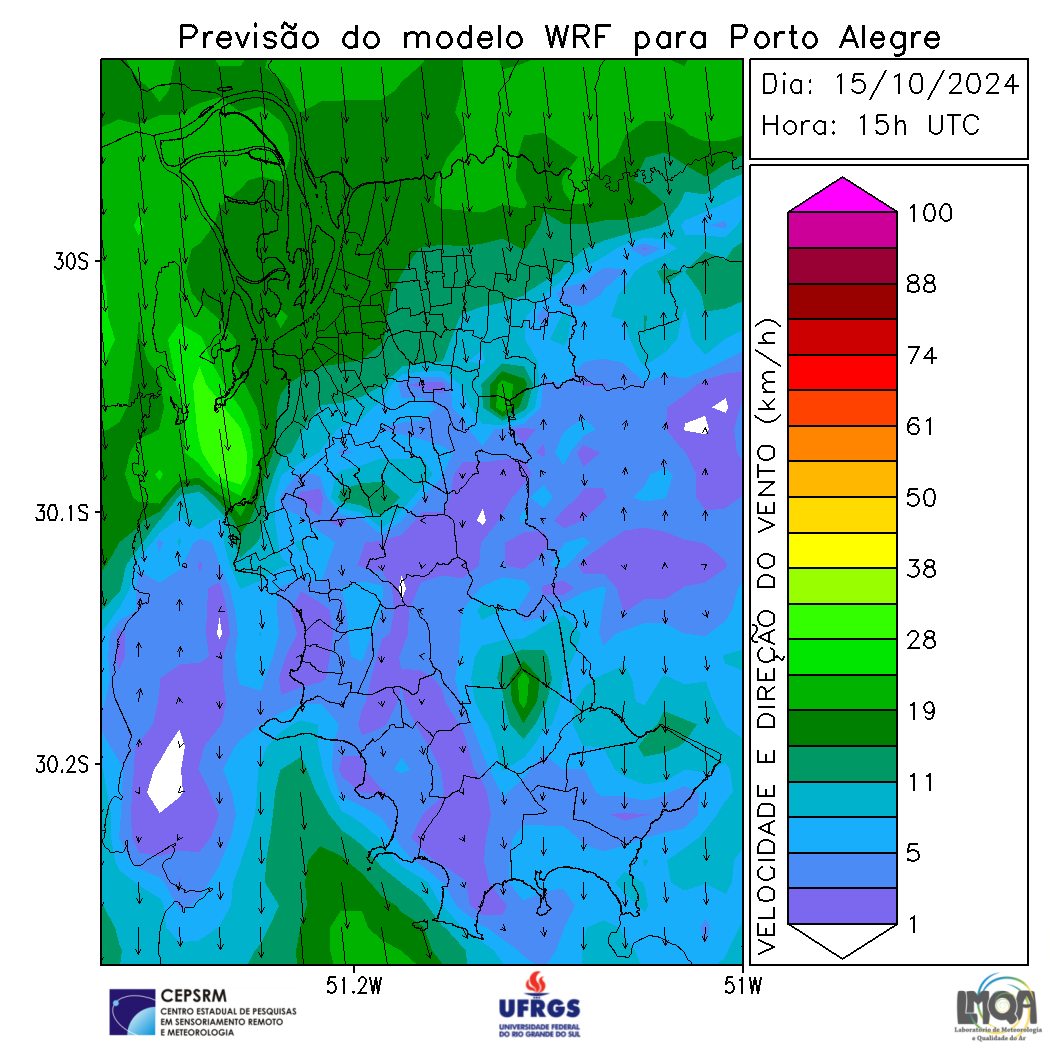 Previsão do modelo WRF para Porto Alegre
Dia: 15/10/2024
Hora: 15h UTC
30S
30.1S
30.2S
51.2W
51W
VELOCIDADE E DIREÇÃO DO VENTO (km/h)
100
88
74
61
50
38
28
19
11
5
1
CEPSRM
CENTRO ESTADUAL DE PESQUISAS
EM SENSORIAMENTO REMOTO
E METEOROLOGIA
UFRGS
UNIVERSIDADE FEDERAL
DO RIO GRANDE DO SUL
LMQA
Laboratório de Meteorologia
e Qualidade do Ar